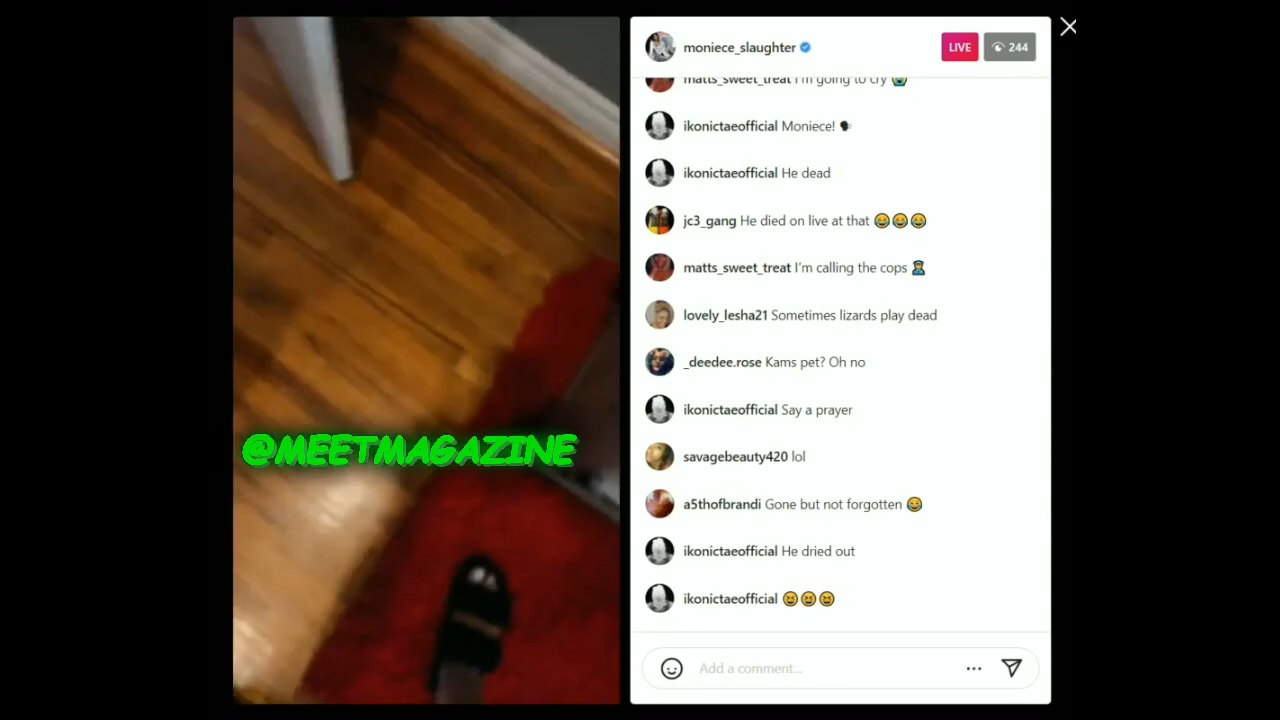 moniece_slaughter
LIVE
244
matts_sweet_treat I'm going to cry 😭
ikonictaeofficial Moniece! 🗣
ikonictaeofficial He dead
jc3_gang He died on live at that 😂😂😂
matts_sweet_treat I'm calling the cops 👮
lovely_lesha21 Sometimes lizards play dead
_deedee.rose Kams pet? Oh no
ikonictaeofficial Say a prayer
savagebeauty420 lol
a5thofbrandi Gone but not forgotten 😂
ikonictaeofficial He dried out
ikonictaeofficial 😆😆😆
Add a comment...
@MEETMAGAZINE